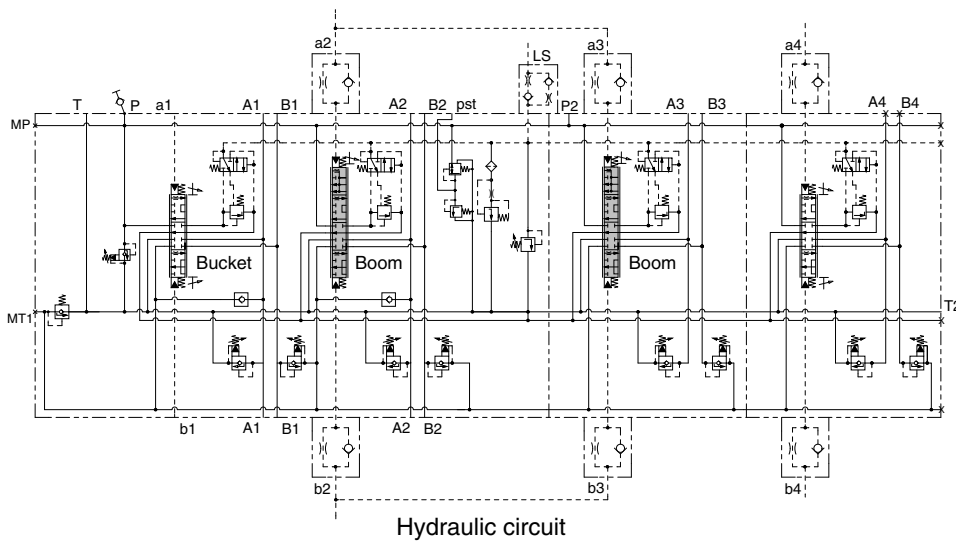 a2 a3 a4
LS
T P a1 A1 B1 A2 B2 pst P2 A3 B3 A4 B4
MP
Bucket Boom Boom
MT1 T2
b1 A1 B1 A2 B2
b2 b3 b4
Hydraulic circuit